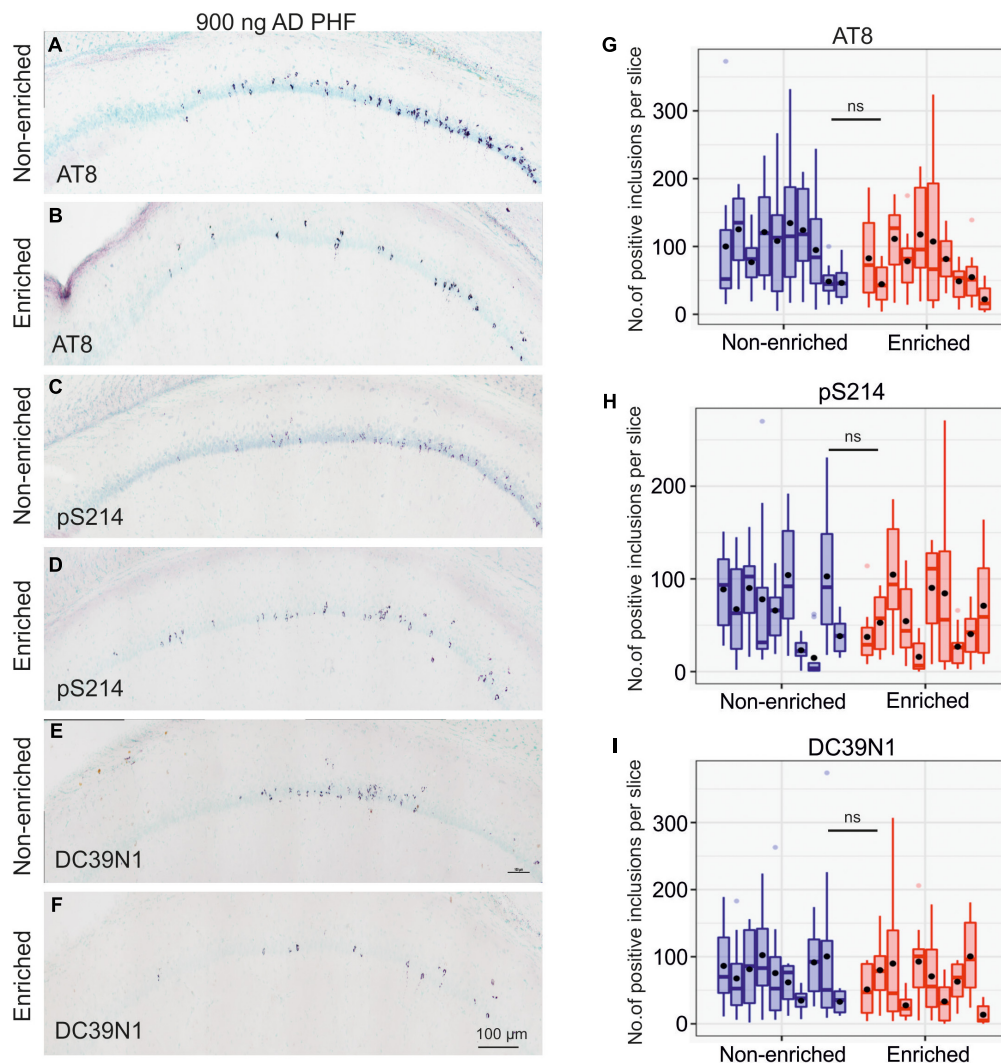 900 ng AD PHF
A
Non-enriched
AT8
B
Enriched
AT8
C
Non-enriched
pS214
D
Enriched
pS214
E
Non-enriched
DC39N1
F
Enriched
DC39N1
100 µm
G
AT8
No.of positive inclusions per slice
300
200
100
0
ns
Non-enriched
Enriched
H
pS214
No.of positive inclusions per slice
200
100
0
ns
Non-enriched
Enriched
I
DC39N1
No.of positive inclusions per slice
300
200
100
0
ns
Non-enriched
Enriched